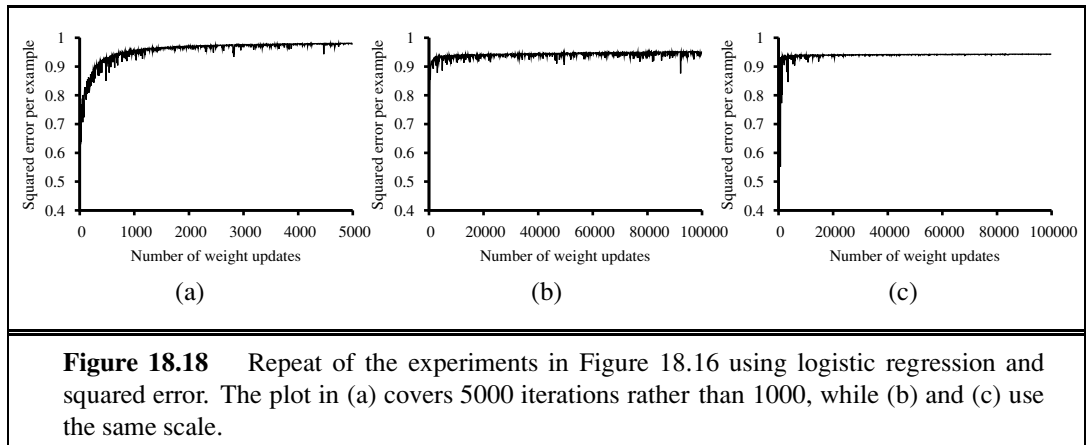 1
0.9
0.8
0.7
0.6
0.5
0.4
Squared error per example
0 1000 2000 3000 4000 5000
Number of weight updates
(a)
1
0.9
0.8
0.7
0.6
0.5
0.4
Squared error per example
0 20000 40000 60000 80000 100000
Number of weight updates
(b)
1
0.9
0.8
0.7
0.6
0.5
0.4
Squared error per example
0 20000 40000 60000 80000 100000
Number of weight updates
(c)
Figure 18.18 Repeat of the experiments in Figure 18.16 using logistic regression and
squared error. The plot in (a) covers 5000 iterations rather than 1000, while (b) and (c) use
the same scale.